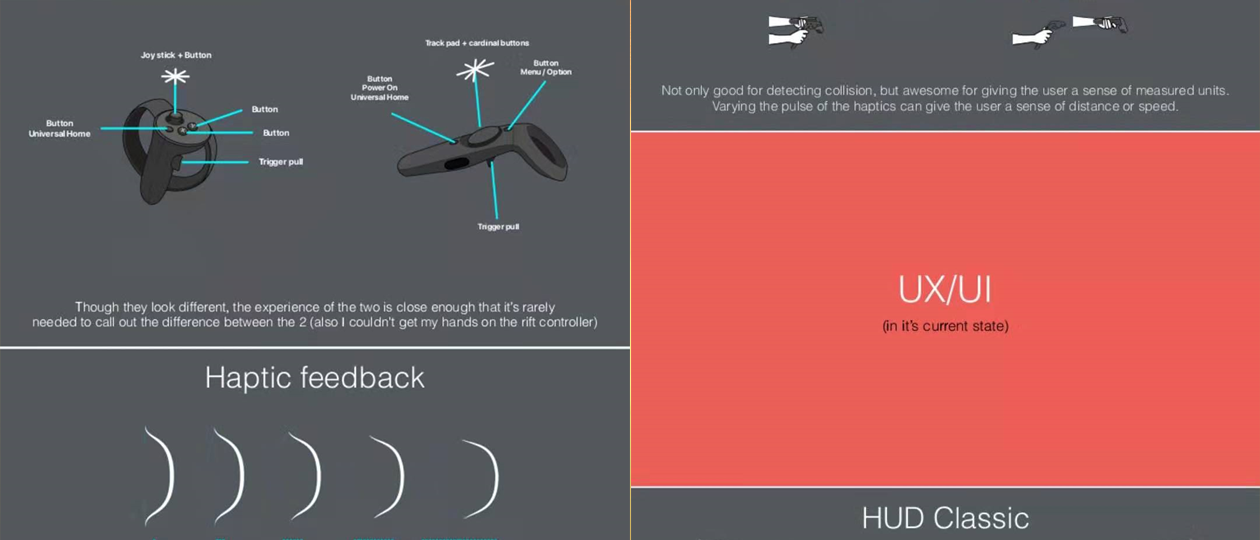 Joy stick + Button
Button
Button
Button
Universal Home
Trigger pull
Track pad + cardinal buttons
Button
Menu / Option
Button
Power On
Universal Home
Trigger pull
Though they look different, the experience of the two is close enough that it's rarely
needed to call out the difference between the 2 (also I couldn't get my hands on the rift controller)
Haptic feedback
Not only good for detecting collision, but awesome for giving the user a sense of measured units.
Varying the pulse of the haptics can give the user a sense of distance or speed.
UX/UI
(in it's current state)
HUD Classic